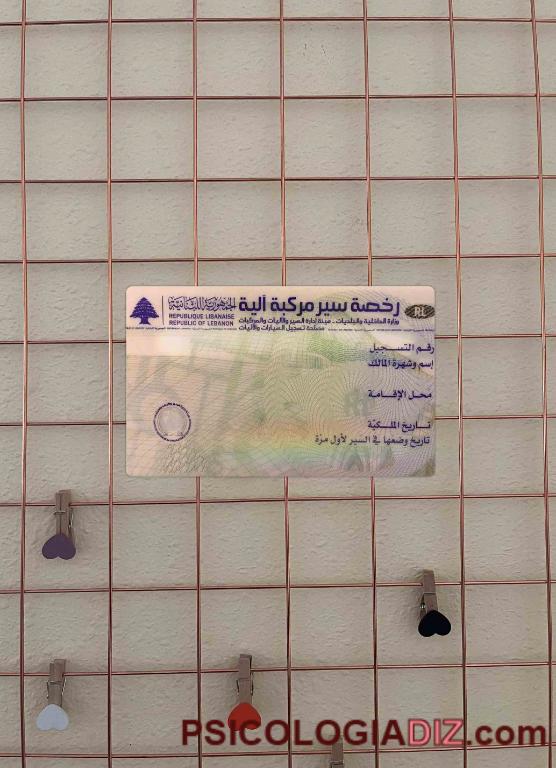 الجمهورية اللبنانية
REPUBLIQUE LIBANAISE
REPUBLIC OF LEBANON
رخصة سير مركبة آلية
وزارة الداخلية والبلديات - هيئة إدارة السير والآليات والمركبات
مصلحة تسجيل السيارات والآليات
RL
رقم التسجيل
إسم وشهرة المالك
محل الإقامة
تاريخ الملكيّة
تاريخ وضعها في السير لأول مرّة
PSICOLOGIADIZ.com